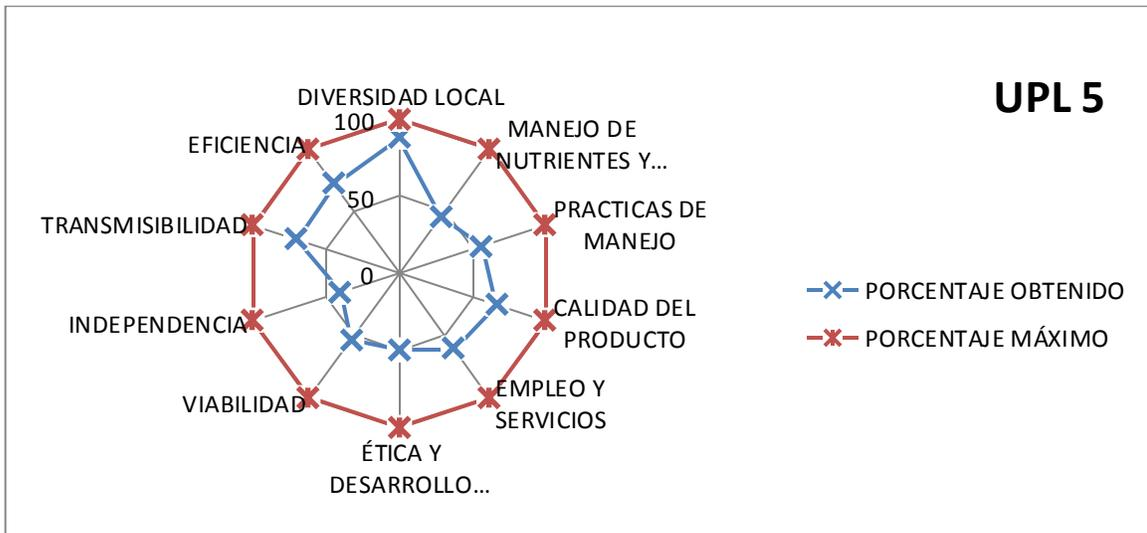 UPL 5
DIVERSIDAD LOCAL
100
MANEJO DE
NUTRIENTES Y...
EFICIENCIA
50
PRACTICAS DE
MANEJO
TRANSMISIBILIDAD
0
CALIDAD DEL
PRODUCTO
INDEPENDENCIA
EMPLEO Y
SERVICIOS
VIABILIDAD
ÉTICA Y
DESARROLLO...
PORCENTAJE OBTENIDO
PORCENTAJE MÁXIMO